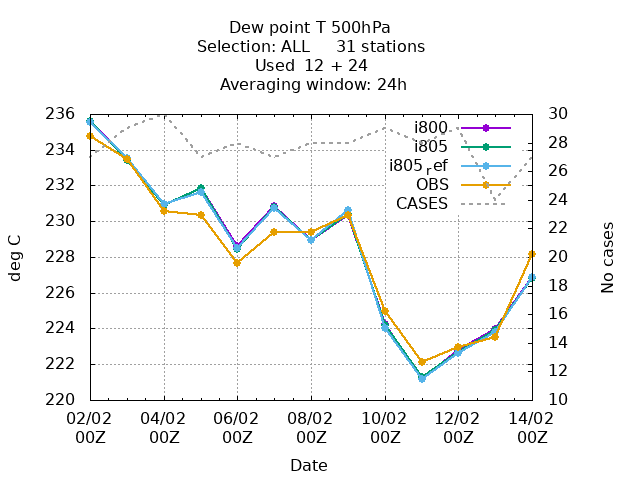 Dew point T 500hPa
Selection: ALL     31 stations
Used  12 + 24
Averaging window: 24h
236 30
234 28
232 26
230 24
228 22
226 20
224 18
222 16
220 14
12
10
i800
i805
i805ref
OBS
CASES
deg C
No cases
02/02 04/02 06/02 08/02 10/02 12/02 14/02
00Z 00Z 00Z 00Z 00Z 00Z 00Z
Date